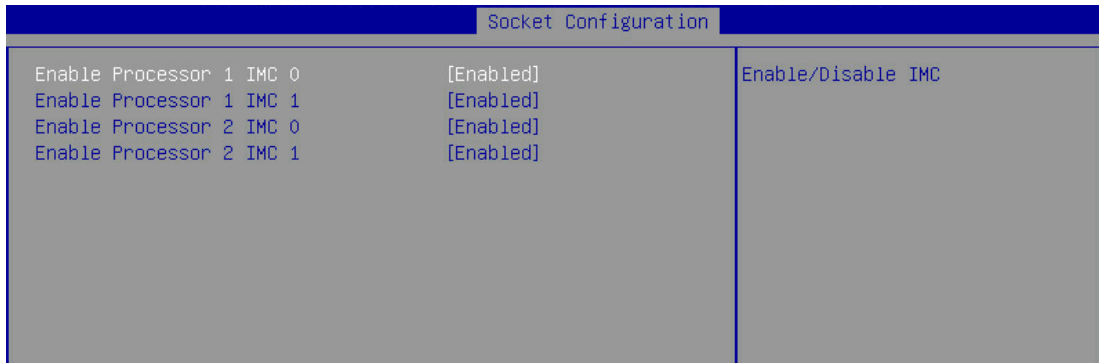 Socket Configuration
Enable Processor 1 IMC 0 [Enabled] Enable/Disable IMC
Enable Processor 1 IMC 1 [Enabled]
Enable Processor 2 IMC 0 [Enabled]
Enable Processor 2 IMC 1 [Enabled]